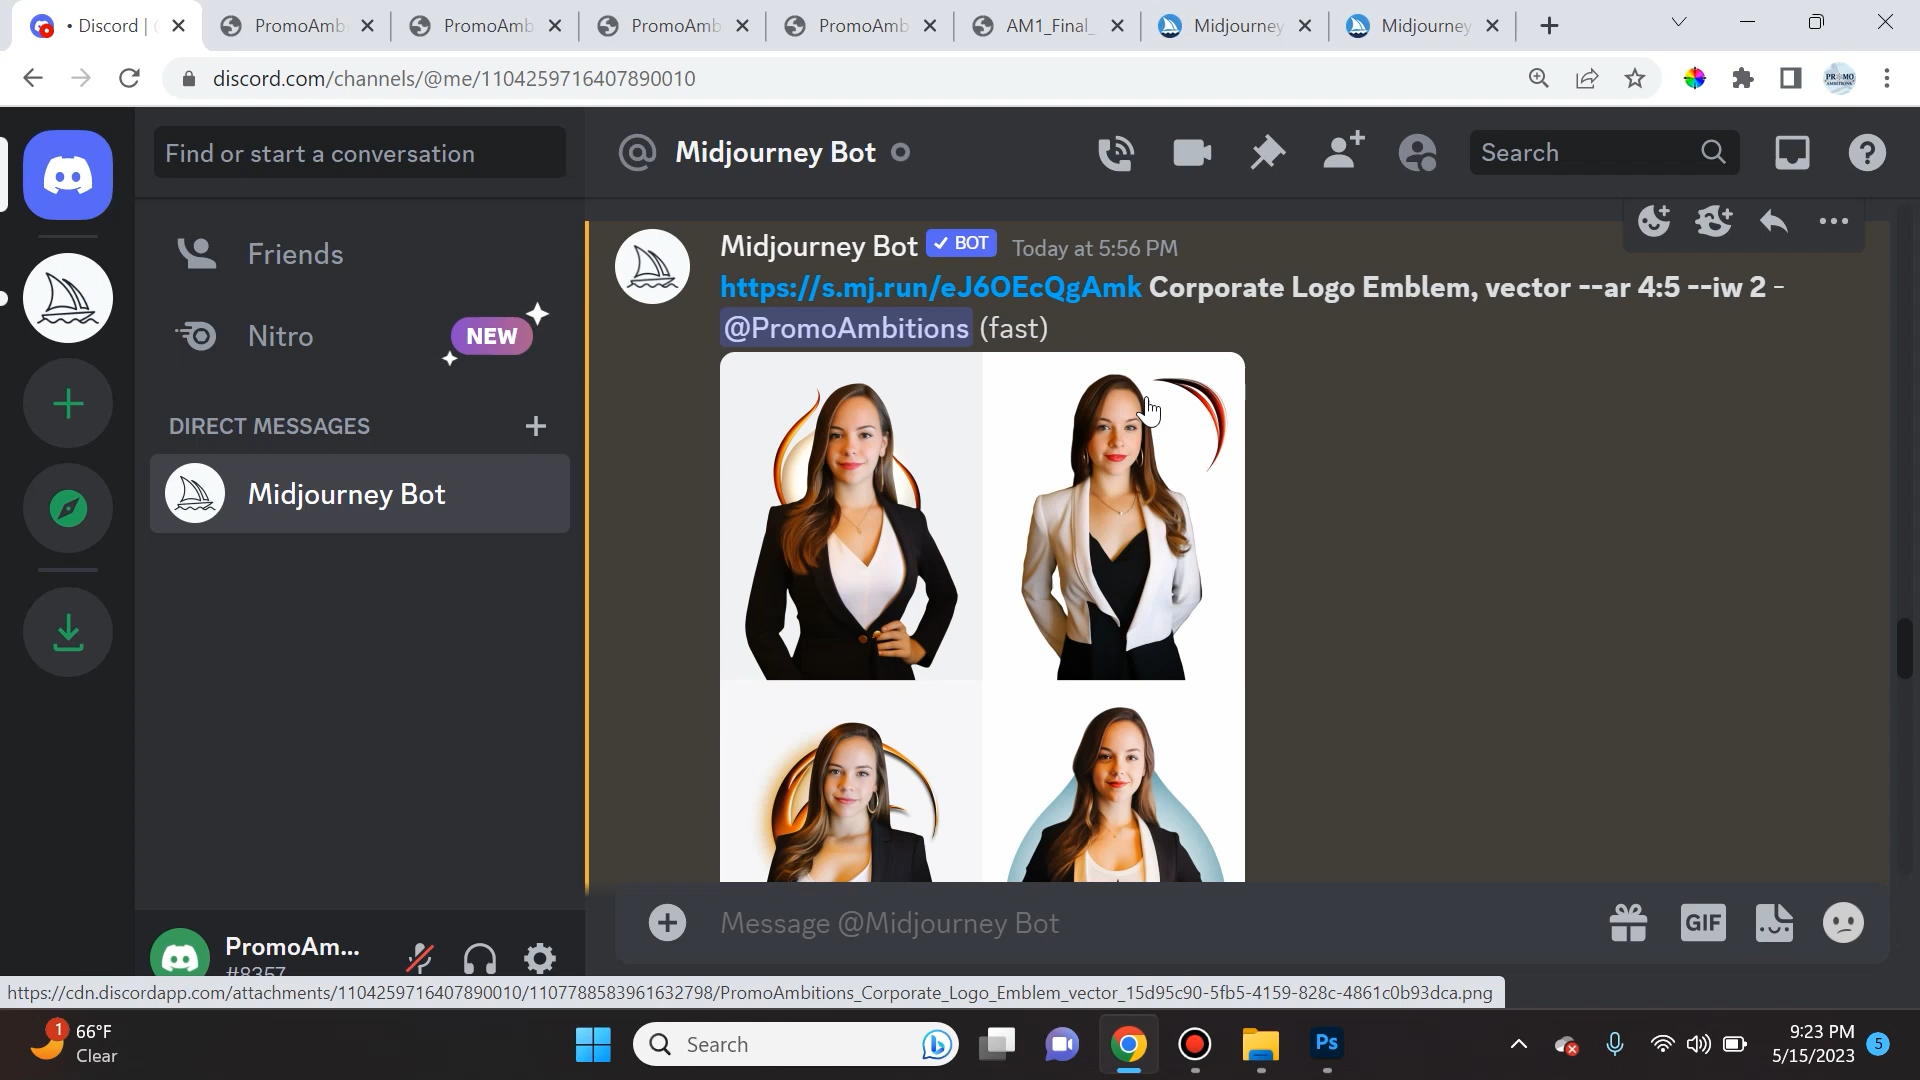 • Discord |
PromoAmb
PromoAmb
PromoAmb
PromoAmb
AM1_Final_
Midjourney
Midjourney
discord.com/channels/@me/1104259716407890010
PROMO
AMBITIONS
Find or start a conversation
Midjourney Bot
Search
Friends
Nitro
NEW
DIRECT MESSAGES
Midjourney Bot
Midjourney Bot ✓ BOT Today at 5:56 PM
https://s.mj.run/eJ6OEcQgAmk Corporate Logo Emblem, vector --ar 4:5 --iw 2 -
@PromoAmbitions (fast)
Message @Midjourney Bot
GIF
PromoAm...
#8357
https://cdn.discordapp.com/attachments/1104259716407890010/1107788583961632798/PromoAmbitions_Corporate_Logo_Emblem_vector_15d95c90-5fb5-4159-828c-4861c0b93dca.png
1
66°F
Clear
Search
Ps
9:23 PM
5/15/2023
5